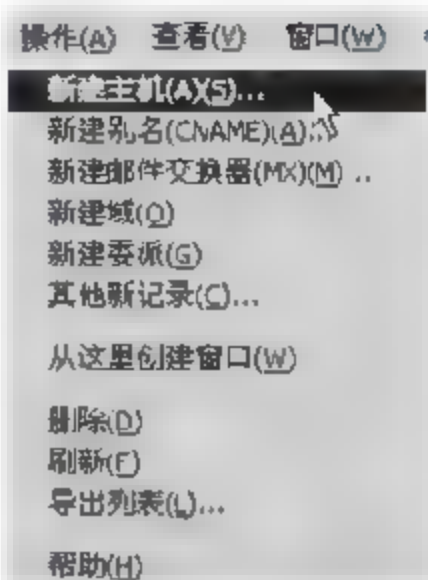 操作(A) 查看(V) 窗口(W)
新建主机(A)(S)...
新建别名(CNAME)(A)...
新建邮件交换器(MX)(M)...
新建域(O)
新建委派(G)
其他新记录(C)...
从这里创建窗口(W)
删除(D)
刷新(F)
导出列表(L)...
帮助(H)